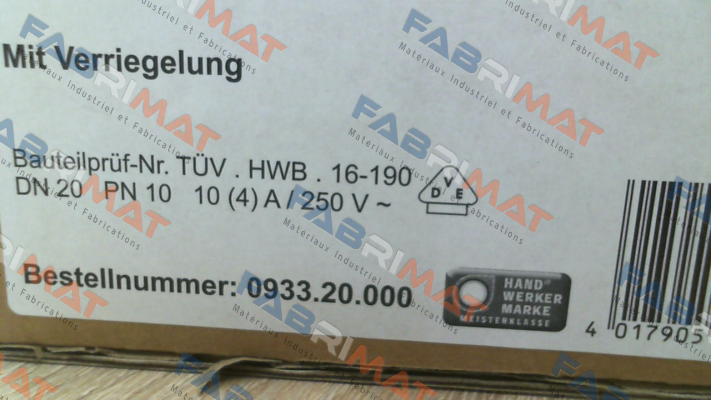 Mit Verriegelung
Bauteilprüf-Nr. TÜV . HWB . 16-190
DN 20 PN 10 10 (4) A / 250 V ~
DVE
Bestellnummer: 0933.20.000
HAND®
WERKER
MARKE
MEISTERKLASSE
4 017905
FABRIMAT
Materiaux Industriel et Fabrications